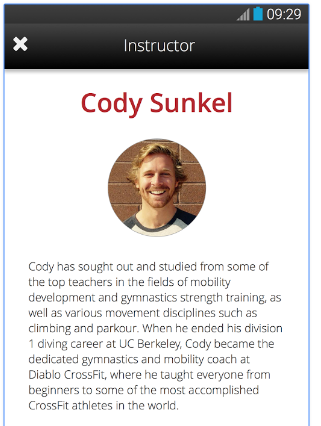 09:29
Instructor
Cody Sunkel
Cody has sought out and studied from some of
the top teachers in the fields of mobility
development and gymnastics strength training, as
well as various movement disciplines such as
climbing and parkour. When he ended his division
1 diving career at UC Berkeley, Cody became the
dedicated gymnastics and mobility coach at
Diablo CrossFit, where he taught everyone from
beginners to some of the most accomplished
CrossFit athletes in the world.